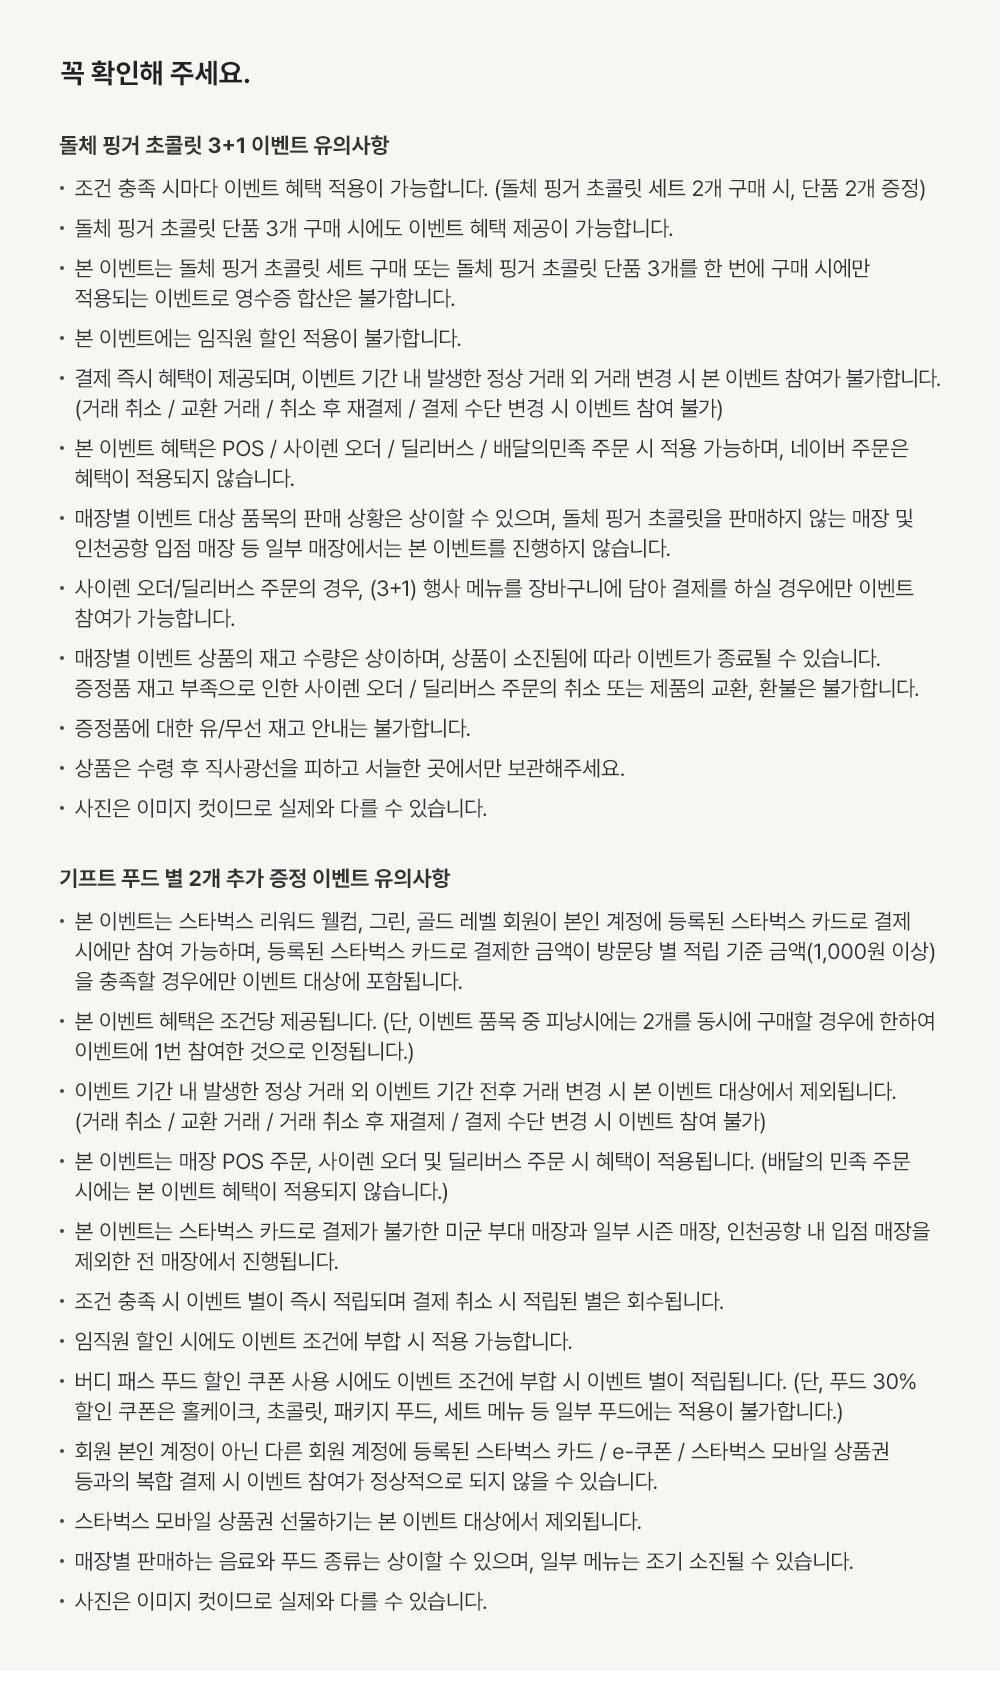 꼭 확인해 주세요.
돌체 핑거 초콜릿 3+1 이벤트 유의사항
• 조건 충족 시마다 이벤트 혜택 적용이 가능합니다. (돌체 핑거 초콜릿 세트 2개 구매 시, 단품 2개 증정)
• 돌체 핑거 초콜릿 단품 3개 구매 시에도 이벤트 혜택 제공이 가능합니다.
• 본 이벤트는 돌체 핑거 초콜릿 세트 구매 또는 돌체 핑거 초콜릿 단품 3개를 한 번에 구매 시에만
적용되는 이벤트로 영수증 합산은 불가합니다.
• 본 이벤트에는 임직원 할인 적용이 불가합니다.
• 결제 즉시 혜택이 제공되며, 이벤트 기간 내 발생한 정상 거래 외 거래 변경 시 본 이벤트 참여가 불가합니다.
(거래 취소 / 교환 거래 / 취소 후 재결제 / 결제 수단 변경 시 이벤트 참여 불가)
• 본 이벤트 혜택은 POS / 사이렌 오더 / 딜리버스 / 배달의민족 주문 시 적용 가능하며, 네이버 주문은
혜택이 적용되지 않습니다.
• 매장별 이벤트 대상 품목의 판매 상황은 상이할 수 있으며, 돌체 핑거 초콜릿을 판매하지 않는 매장 및
인천공항 입점 매장 등 일부 매장에서는 본 이벤트를 진행하지 않습니다.
• 사이렌 오더/딜리버스 주문의 경우, (3+1) 행사 메뉴를 장바구니에 담아 결제를 하실 경우에만 이벤트
참여가 가능합니다.
• 매장별 이벤트 상품의 재고 수량은 상이하며, 상품이 소진됨에 따라 이벤트가 종료될 수 있습니다.
증정품 재고 부족으로 인한 사이렌 오더 / 딜리버스 주문의 취소 또는 제품의 교환, 환불은 불가합니다.
• 증정품에 대한 유/무선 재고 안내는 불가합니다.
• 상품은 수령 후 직사광선을 피하고 서늘한 곳에서만 보관해주세요.
• 사진은 이미지 컷이므로 실제와 다를 수 있습니다.
기프트 푸드 별 2개 추가 증정 이벤트 유의사항
• 본 이벤트는 스타벅스 리워드 웰컴, 그린, 골드 레벨 회원이 본인 계정에 등록된 스타벅스 카드로 결제
시에만 참여 가능하며, 등록된 스타벅스 카드로 결제한 금액이 방문당 별 적립 기준 금액(1,000원 이상)
을 충족할 경우에만 이벤트 대상에 포함됩니다.
• 본 이벤트 혜택은 조건당 제공됩니다. (단, 이벤트 품목 중 피낭시에는 2개를 동시에 구매할 경우에 한하여
이벤트에 1번 참여한 것으로 인정됩니다.)
• 이벤트 기간 내 발생한 정상 거래 외 이벤트 기간 전후 거래 변경 시 본 이벤트 대상에서 제외됩니다.
(거래 취소 / 교환 거래 / 거래 취소 후 재결제 / 결제 수단 변경 시 이벤트 참여 불가)
• 본 이벤트는 매장 POS 주문, 사이렌 오더 및 딜리버스 주문 시 혜택이 적용됩니다. (배달의 민족 주문
시에는 본 이벤트 혜택이 적용되지 않습니다.)
• 본 이벤트는 스타벅스 카드로 결제가 불가한 미군 부대 매장과 일부 시즌 매장, 인천공항 내 입점 매장을
제외한 전 매장에서 진행됩니다.
• 조건 충족 시 이벤트 별이 즉시 적립되며 결제 취소 시 적립된 별은 회수됩니다.
• 임직원 할인 시에도 이벤트 조건에 부합 시 적용 가능합니다.
• 버디 패스 푸드 할인 쿠폰 사용 시에도 이벤트 조건에 부합 시 이벤트 별이 적립됩니다. (단, 푸드 30%
할인 쿠폰은 홀케이크, 초콜릿, 패키지 푸드, 세트 메뉴 등 일부 푸드에는 적용이 불가합니다.)
• 회원 본인 계정이 아닌 다른 회원 계정에 등록된 스타벅스 카드 / e-쿠폰 / 스타벅스 모바일 상품권
등과의 복합 결제 시 이벤트 참여가 정상적으로 되지 않을 수 있습니다.
• 스타벅스 모바일 상품권 선물하기는 본 이벤트 대상에서 제외됩니다.
• 매장별 판매하는 음료와 푸드 종류는 상이할 수 있으며, 일부 메뉴는 조기 소진될 수 있습니다.
• 사진은 이미지 컷이므로 실제와 다를 수 있습니다.